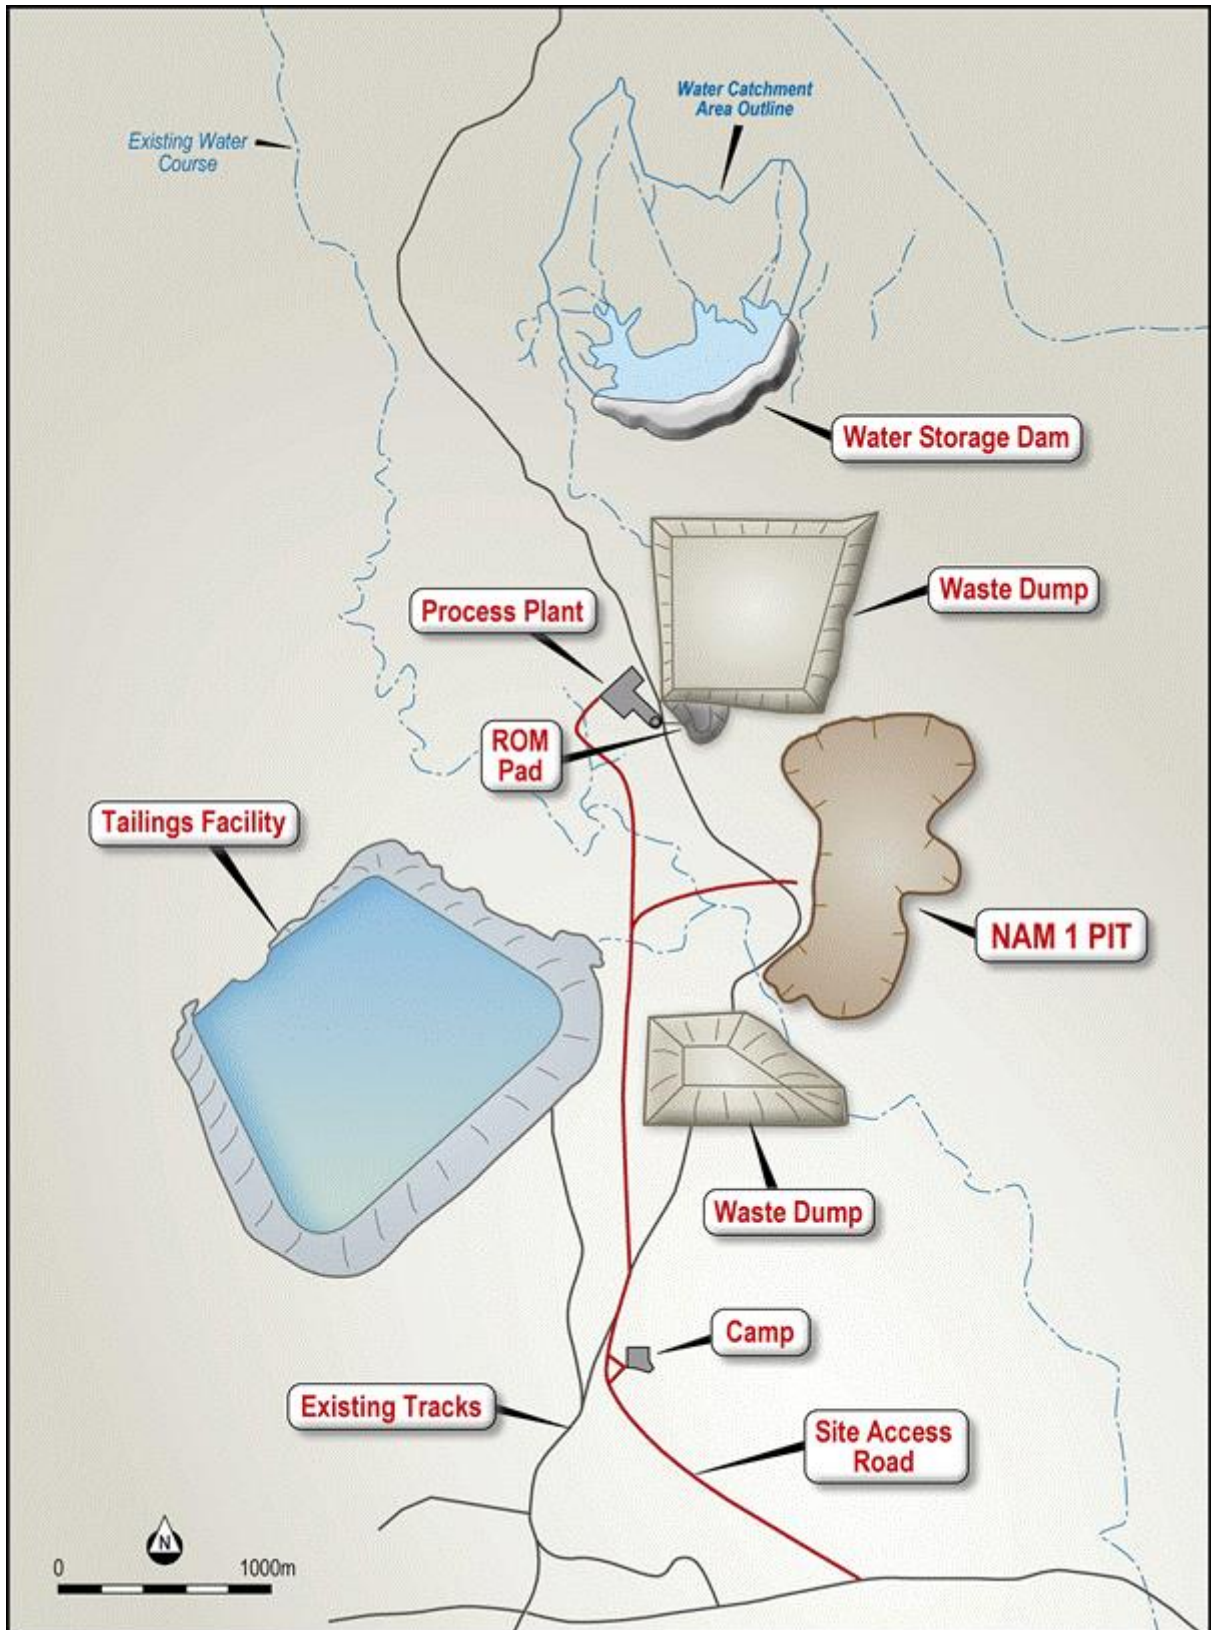 Water Catchment
Area Outline
Existing Water
Course
Water Storage Dam
Waste Dump
Process Plant
ROM
Pad
Tailings Facility
NAM 1 PIT
Waste Dump
Camp
Existing Tracks
Site Access
Road
N
0 1000m